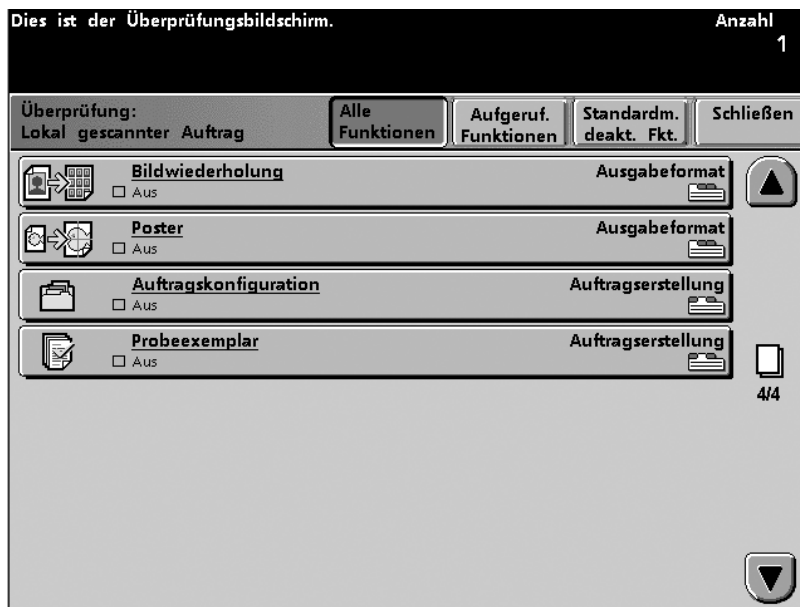 Dies ist der Überprüfungsbildschirm.
Anzahl
1
Überprüfung:
Lokal gescannter Auftrag
Alle
Funktionen
Aufgeruf.
Funktionen
Standardm.
deakt. Fkt.
Schließen
Bildwiederholung
Aus
Ausgabeformat
Poster
Aus
Ausgabeformat
Auftragskonfiguration
Aus
Auftragserstellung
Probeexemplar
Aus
Auftragserstellung
4/4